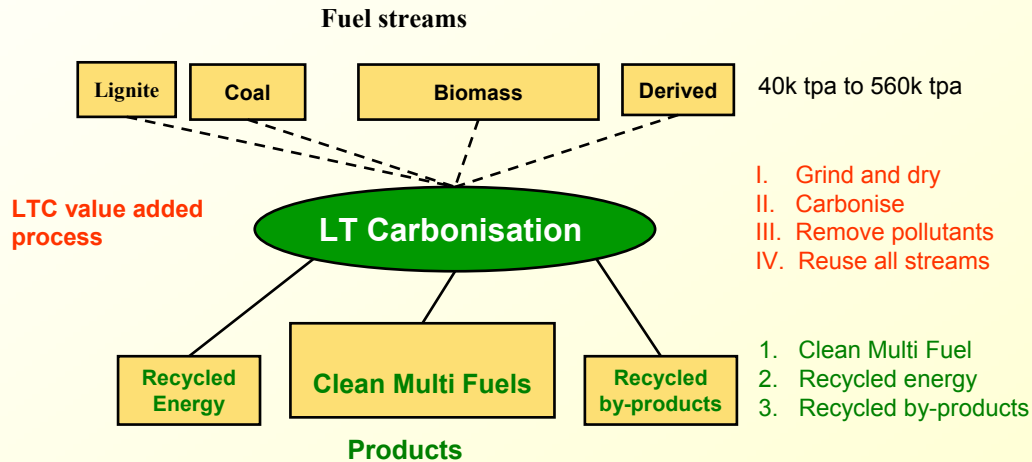 Fuel streams
Lignite
Coal
Biomass
Derived
40k tpa to 560k tpa
LTC value added
process
LT Carbonisation
I. Grind and dry
II. Carbonise
III. Remove pollutants
IV. Reuse all streams
Recycled
Energy
Clean Multi Fuels
Recycled
by-products
1. Clean Multi Fuel
2. Recycled energy
3. Recycled by-products
Products